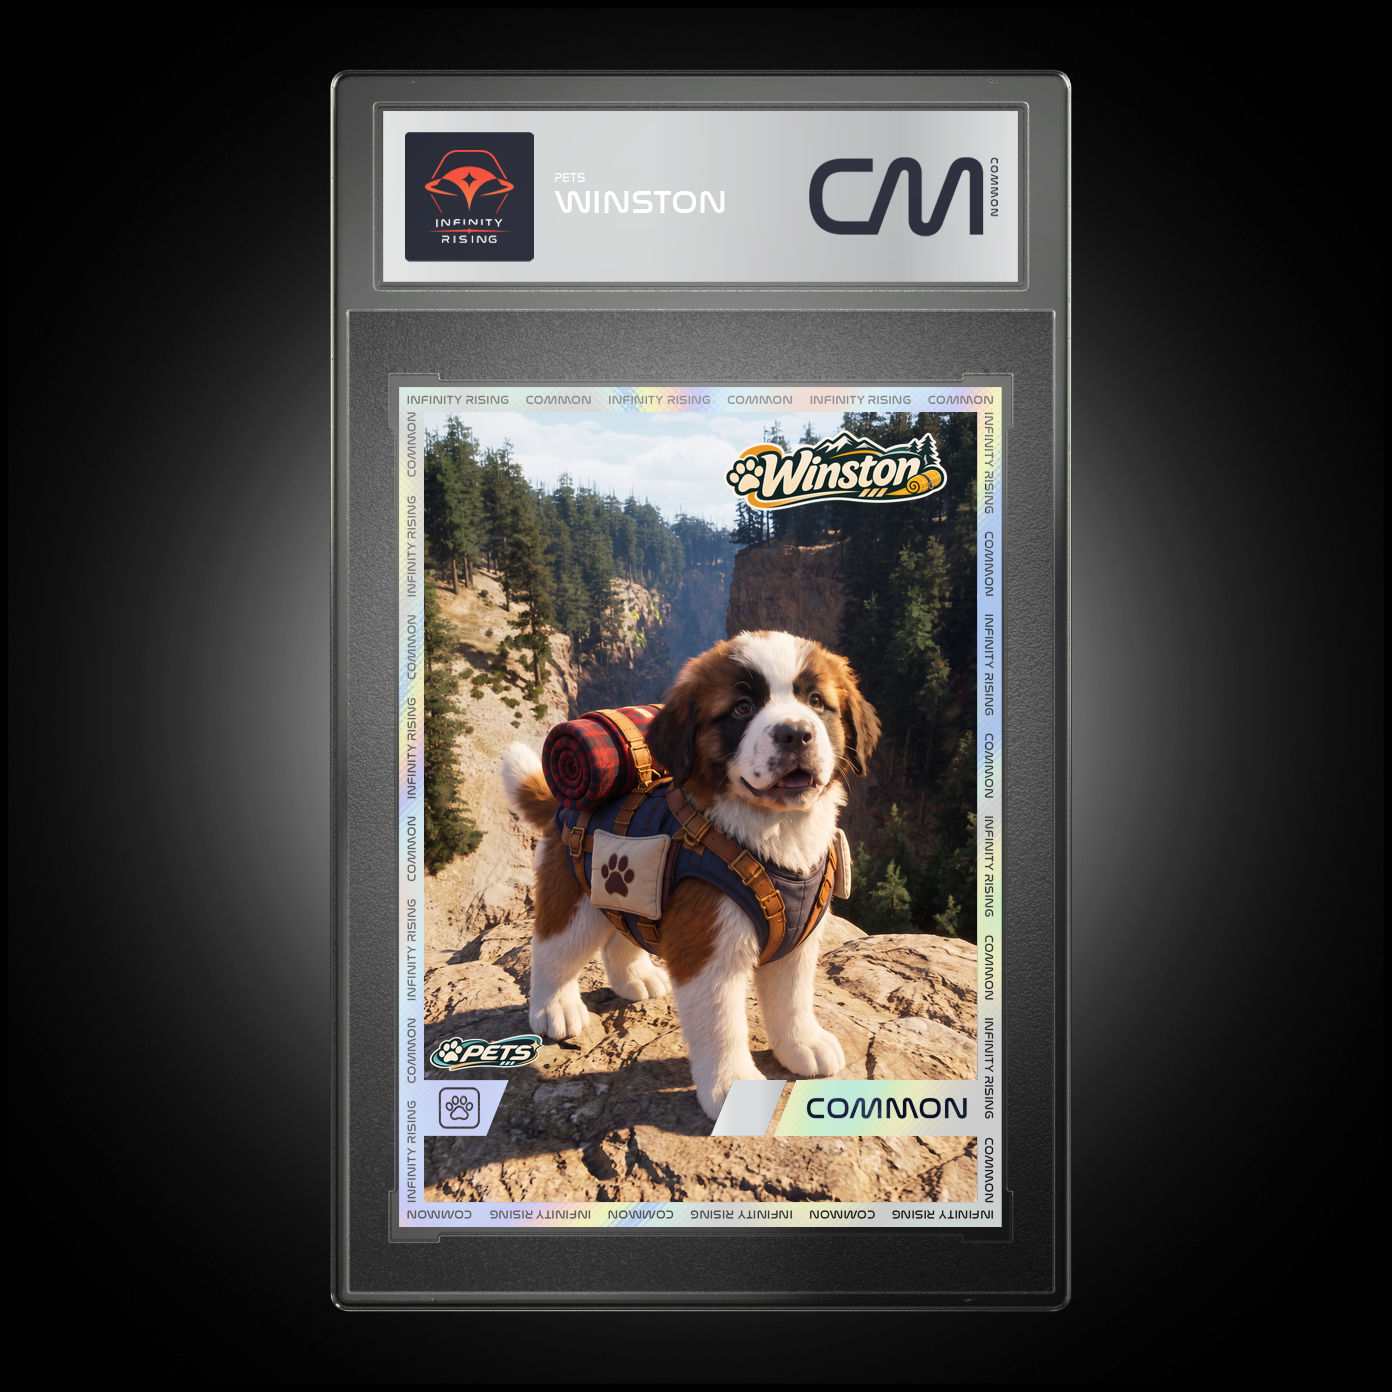 INFINITY
RISING
PETS
WINSTON
CM
COMMON
INFINITY RISING COMMON INFINITY RISING COMMON INFINITY RISING COMMON
INFINITY RISING COMMON INFINITY RISING COMMON INFINITY RISING COMMON INFINITY RISING COMMON
INFINITY RISING COMMON INFINITY RISING COMMON INFINITY RISING COMMON INFINITY RISING COMMON
Winston
PETS
COMMON
INFINITY RISING COMMON INFINITY RISING COMMON INFINITY RISING COMMON